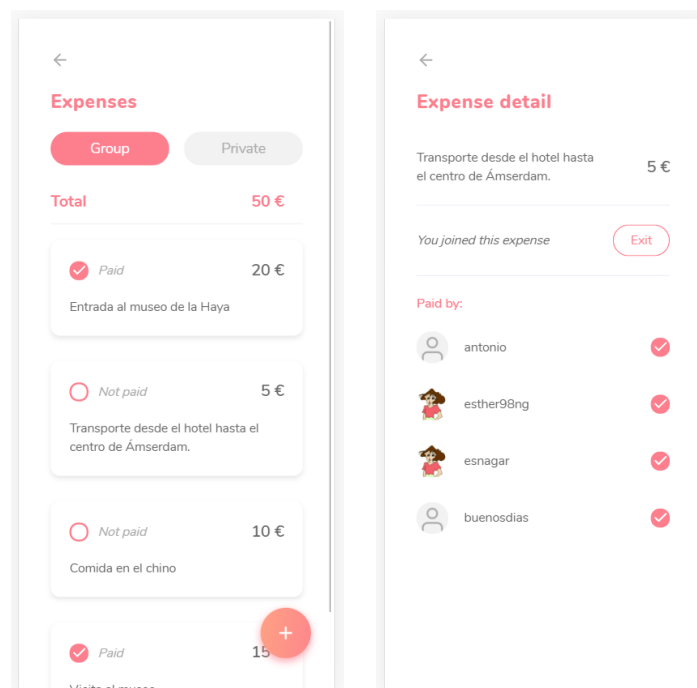 Expenses
Group Private
Total 50 €
Paid 20 €
Entrada al museo de la Haya
Not paid 5 €
Transporte desde el hotel hasta el
centro de Ámserdam.
Not paid 10 €
Comida en el chino
+
Paid 15
Visita al museo
Expense detail
Transporte desde el hotel hasta
el centro de Ámserdam.
5 €
You joined this expense Exit
Paid by:
antonio
esther98ng
esnagar
buenosdias